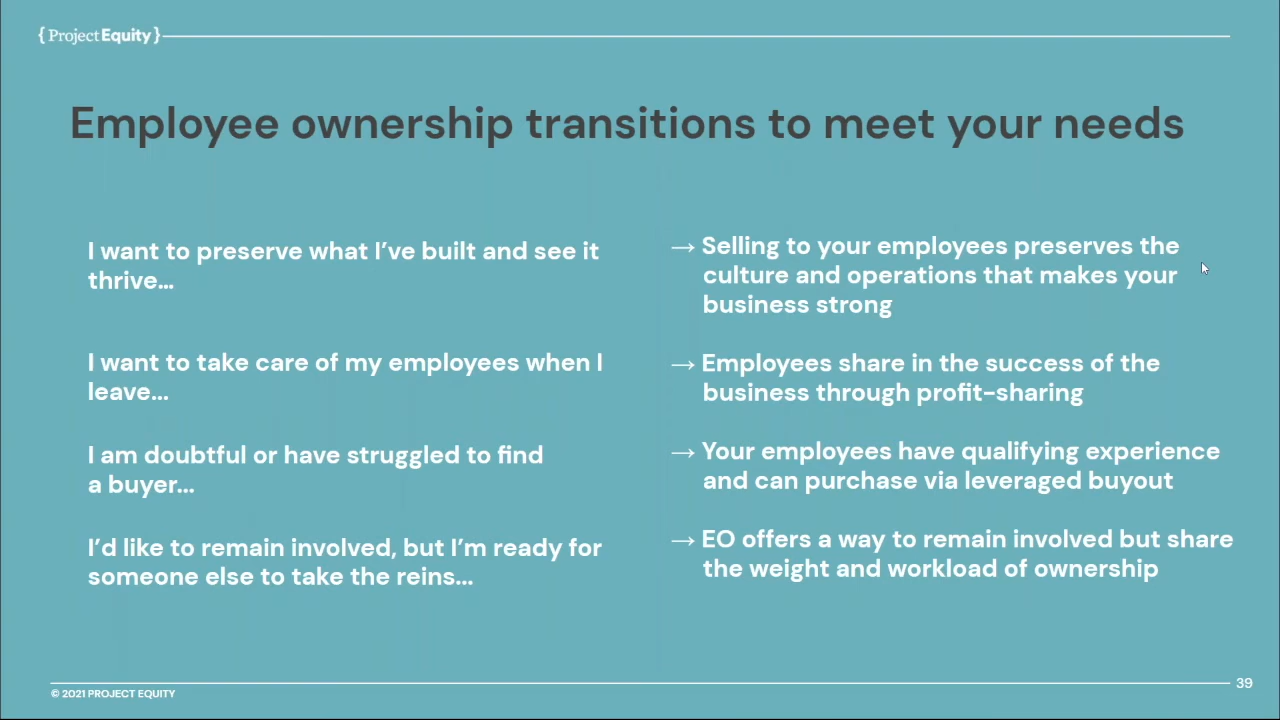 {ProjectEquity}
Employee ownership transitions to meet your needs
I want to preserve what I’ve built and see it
thrive...
→ Selling to your employees preserves the
culture and operations that makes your
business strong
I want to take care of my employees when I
leave...
→ Employees share in the success of the
business through profit-sharing
I am doubtful or have struggled to find
a buyer...
→ Your employees have qualifying experience
and can purchase via leveraged buyout
I’d like to remain involved, but I’m ready for
someone else to take the reins...
→ EO offers a way to remain involved but share
the weight and workload of ownership
© 2021 PROJECT EQUITY
39